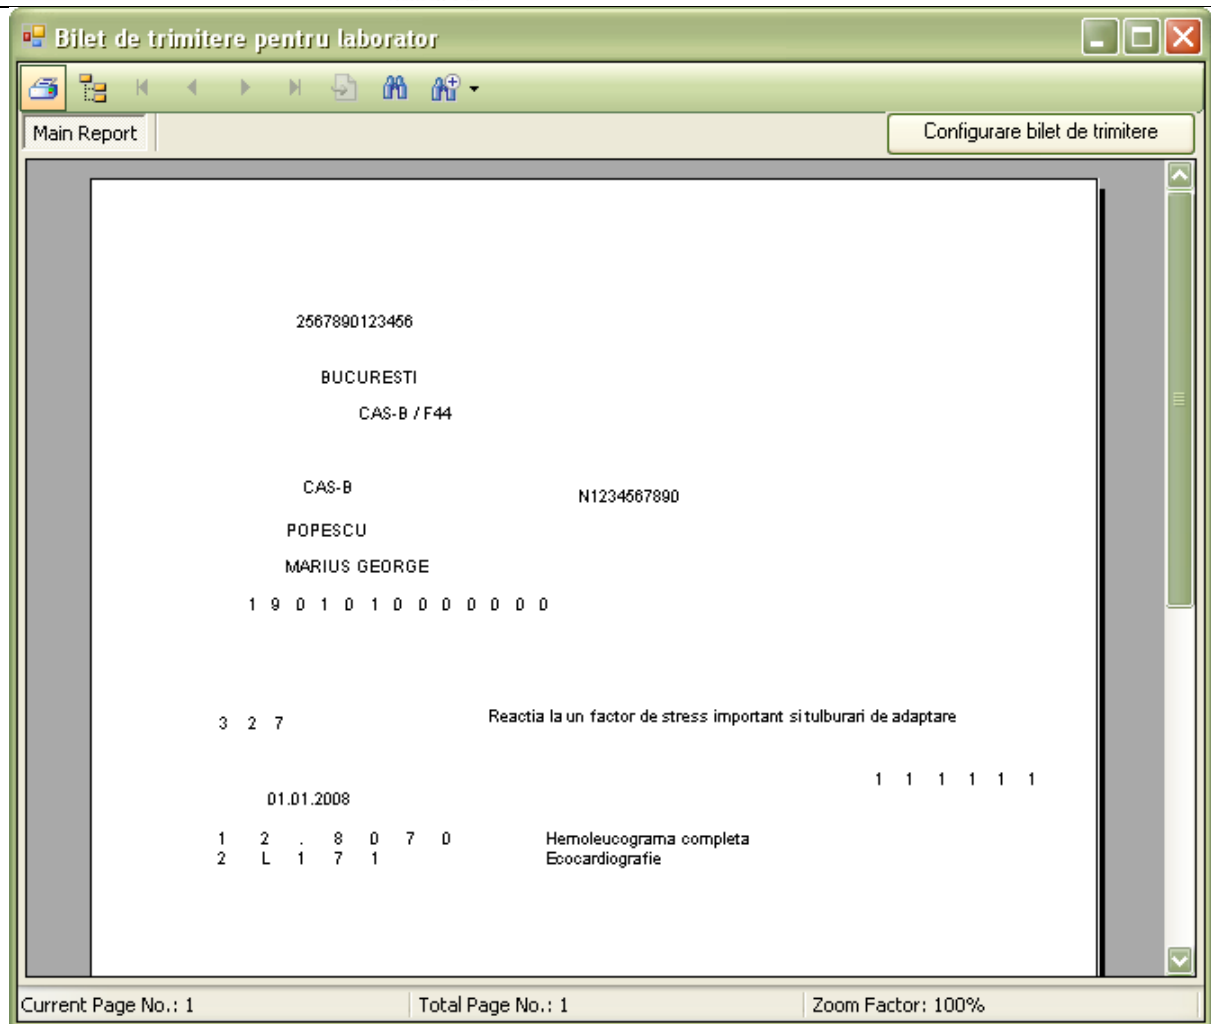 Bilet de trimitere pentru laborator
Main Report
Configurare bilet de trimitere
2567890123456
BUCURESTI
CAS-B / F44
CAS-B
N1234567890
POPESCU
MARIUS GEORGE
1 9 0 1 0 1 0 0 0 0 0 0 0
3 2 7 Reactia la un factor de stress important si tulburari de adaptare
1 1 1 1 1 1
01.01.2008
1 2 . 8 0 7 0 Hemoleucograma completa
2 L 1 7 1 Ecocardiografie
Current Page No.: 1 Total Page No.: 1 Zoom Factor: 100%